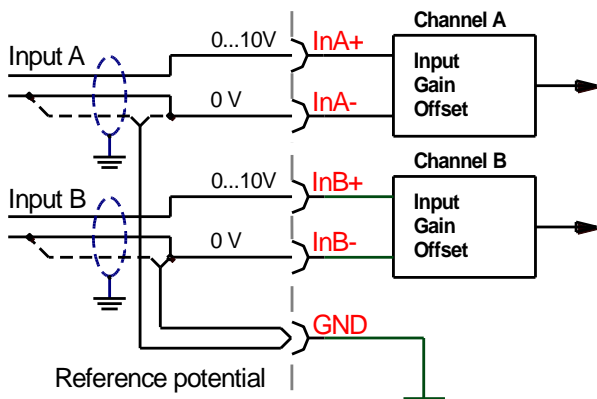 Channel A
Input A
0...10V
InA+
Input
Gain
Offset
0 V
InA-
Channel B
Input B
0...10V
InB+
Input
Gain
Offset
0 V
InB-
GND
Reference potential